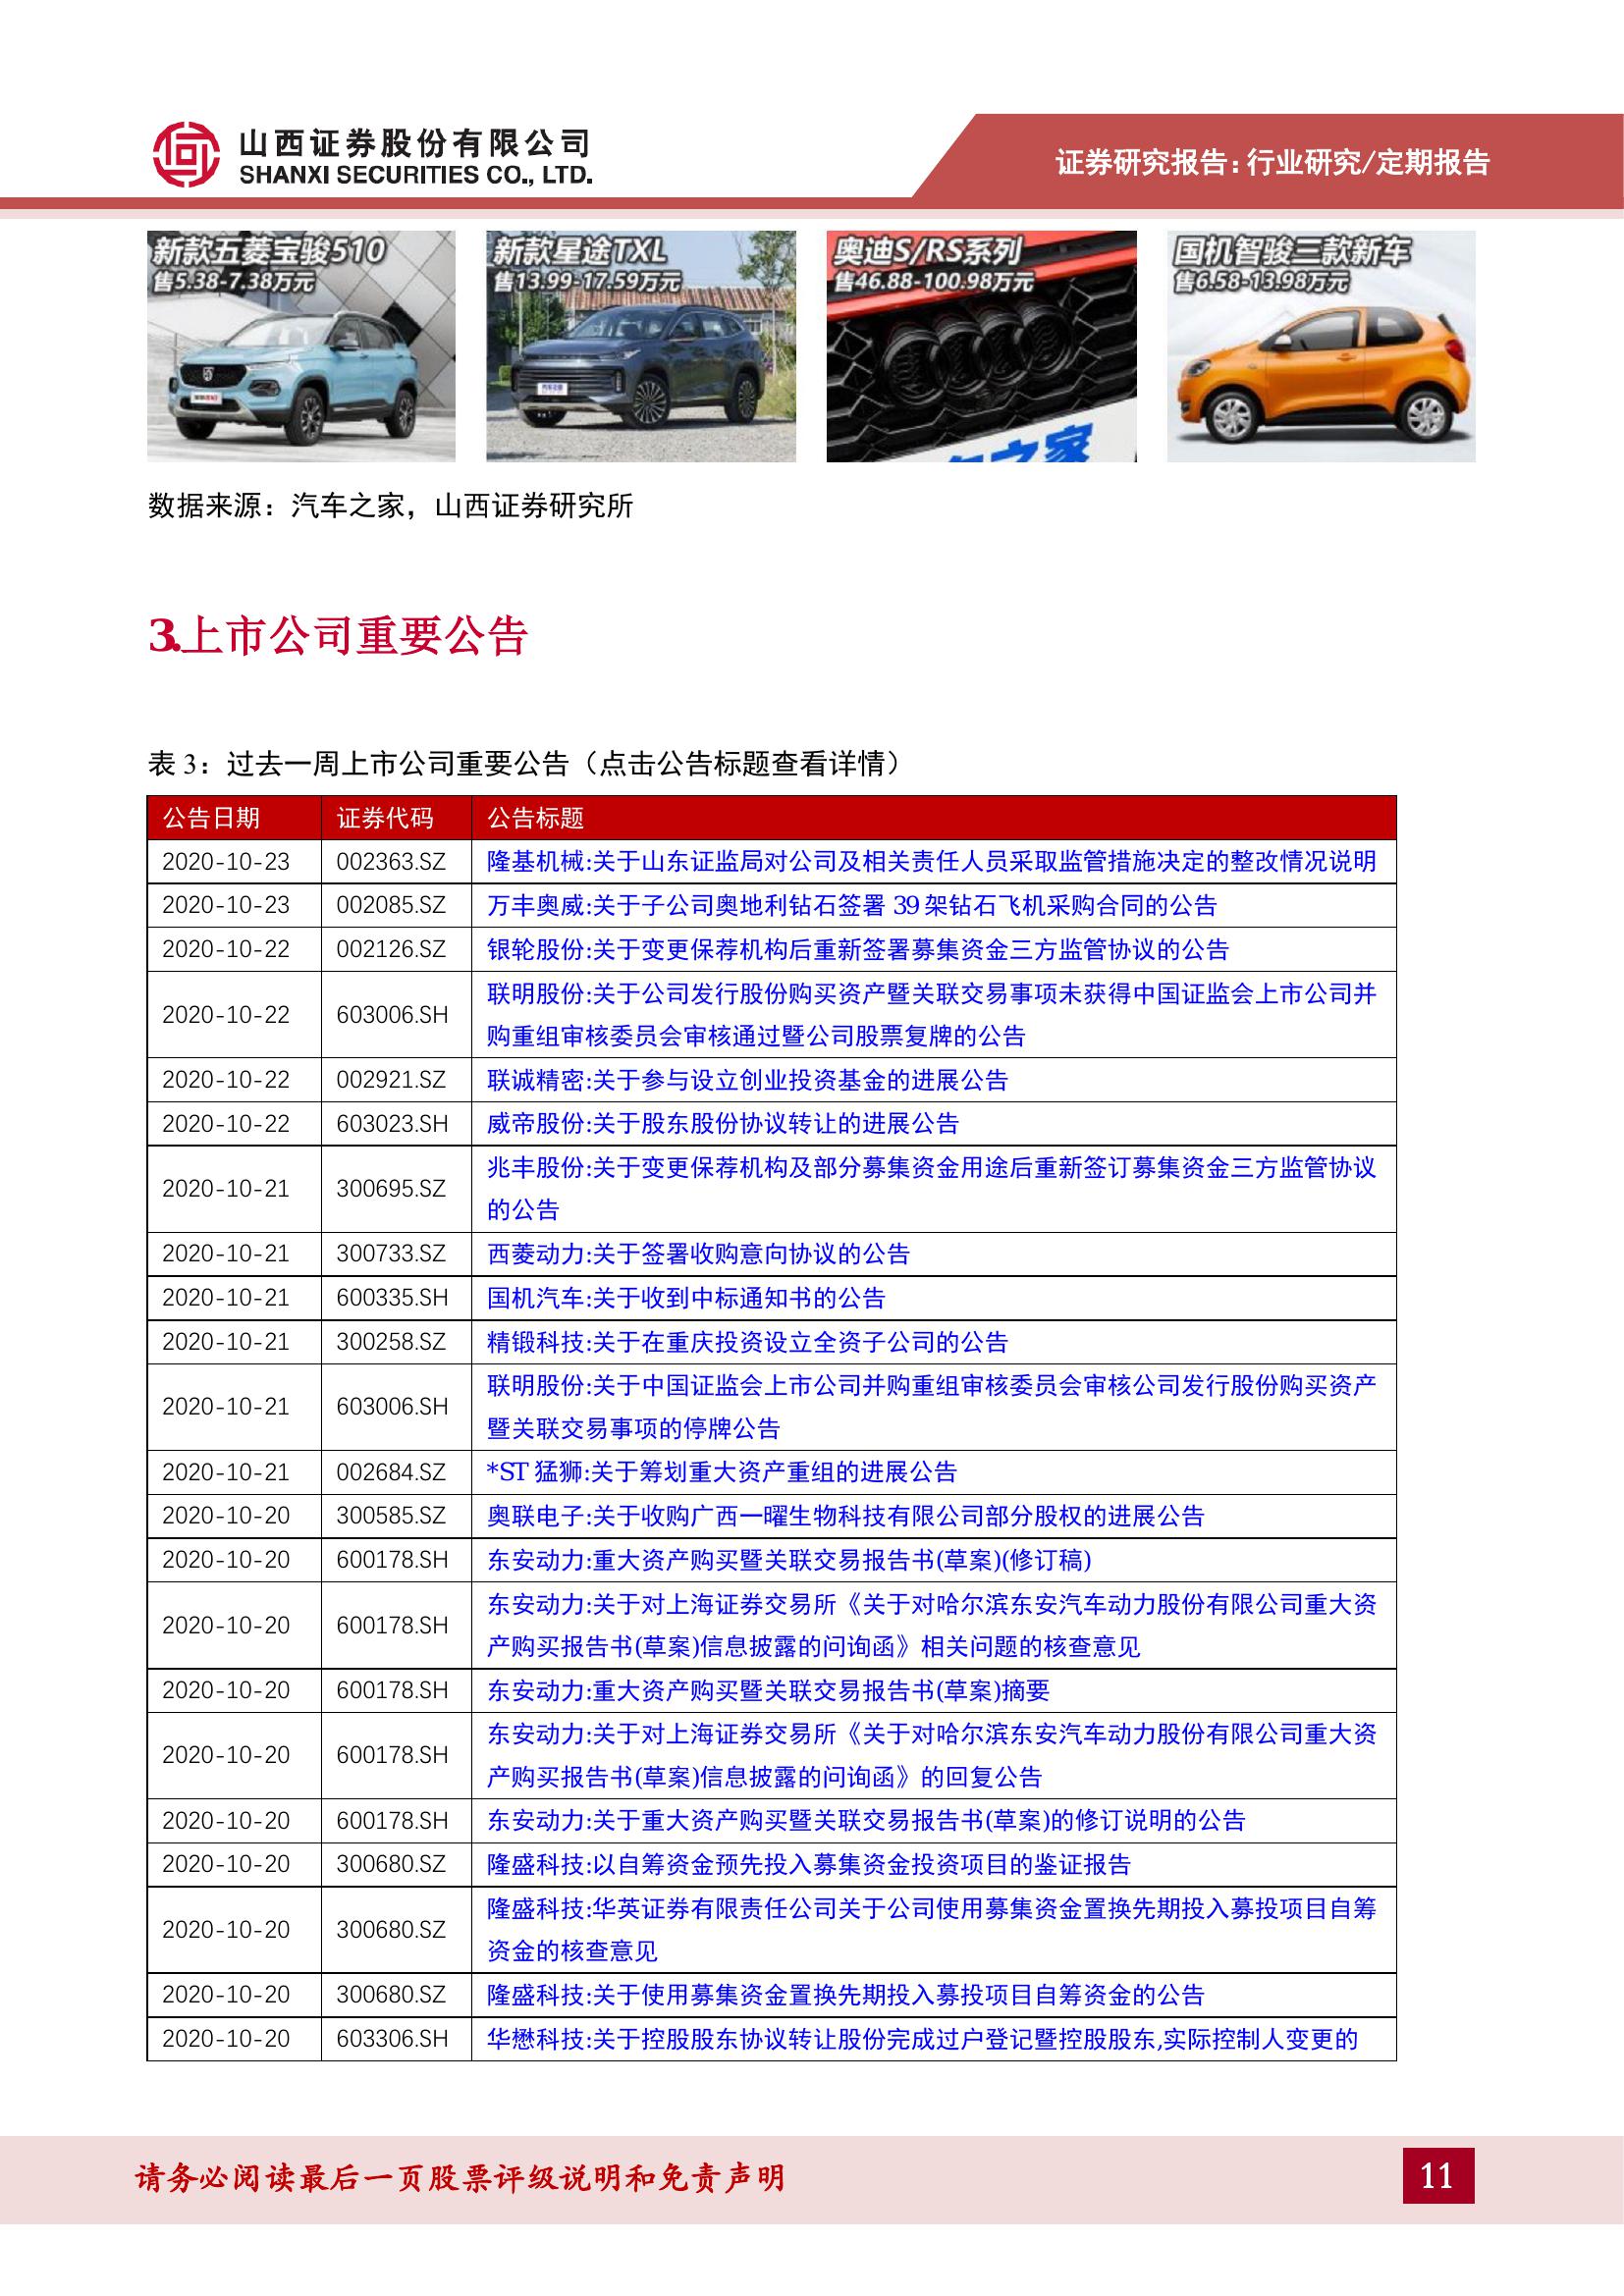 山西证券股份有限公司
SHANXI SECURITIES CO., LTD.
证券研究报告:行业研究/定期报告
新款五菱宝骏510
售5.38-7.38万元
新款星途TXL
售13.99-17.59万元
奥迪S/RS系列
售46.88-100.98万元
国机智骏三款新车
售6.58-13.98万元
之家
数据来源：汽车之家，山西证券研究所
3.上市公司重要公告
表 3：过去一周上市公司重要公告（点击公告标题查看详情）
公告日期 证券代码 公告标题
2020-10-23 002363.SZ 隆基机械:关于山东证监局对公司及相关责任人员采取监管措施决定的整改情况说明
2020-10-23 002085.SZ 万丰奥威:关于子公司奥地利钻石签署 39 架钻石飞机采购合同的公告
2020-10-22 002126.SZ 银轮股份:关于变更保荐机构后重新签署募集资金三方监管协议的公告
2020-10-22 603006.SH 联明股份:关于公司发行股份购买资产暨关联交易事项未获得中国证监会上市公司并
购重组审核委员会审核通过暨公司股票复牌的公告
2020-10-22 002921.SZ 联诚精密:关于参与设立创业投资基金的进展公告
2020-10-22 603023.SH 威帝股份:关于股东股份协议转让的进展公告
2020-10-21 300695.SZ 兆丰股份:关于变更保荐机构及部分募集资金用途后重新签订募集资金三方监管协议
的公告
2020-10-21 300733.SZ 西菱动力:关于签署收购意向协议的公告
2020-10-21 600335.SH 国机汽车:关于收到中标通知书的公告
2020-10-21 300258.SZ 精锻科技:关于在重庆投资设立全资子公司的公告
2020-10-21 603006.SH 联明股份:关于中国证监会上市公司并购重组审核委员会审核公司发行股份购买资产
暨关联交易事项的停牌公告
2020-10-21 002684.SZ *ST 猛狮:关于筹划重大资产重组的进展公告
2020-10-20 300585.SZ 奥联电子:关于收购广西一曜生物科技有限公司部分股权的进展公告
2020-10-20 600178.SH 东安动力:重大资产购买暨关联交易报告书(草案)(修订稿)
2020-10-20 600178.SH 东安动力:关于对上海证券交易所《关于对哈尔滨东安汽车动力股份有限公司重大资
产购买报告书(草案)信息披露的问询函》相关问题的核查意见
2020-10-20 600178.SH 东安动力:重大资产购买暨关联交易报告书(草案)摘要
2020-10-20 600178.SH 东安动力:关于对上海证券交易所《关于对哈尔滨东安汽车动力股份有限公司重大资
产购买报告书(草案)信息披露的问询函》的回复公告
2020-10-20 600178.SH 东安动力:关于重大资产购买暨关联交易报告书(草案)的修订说明的公告
2020-10-20 300680.SZ 隆盛科技:以自筹资金预先投入募集资金投资项目的鉴证报告
2020-10-20 300680.SZ 隆盛科技:华英证券有限责任公司关于公司使用募集资金置换先期投入募投项目自筹
资金的核查意见
2020-10-20 300680.SZ 隆盛科技:关于使用募集资金置换先期投入募投项目自筹资金的公告
2020-10-20 603306.SH 华懋科技:关于控股股东协议转让股份完成过户登记暨控股股东,实际控制人变更的
请务必阅读最后一页股票评级说明和免责声明
11